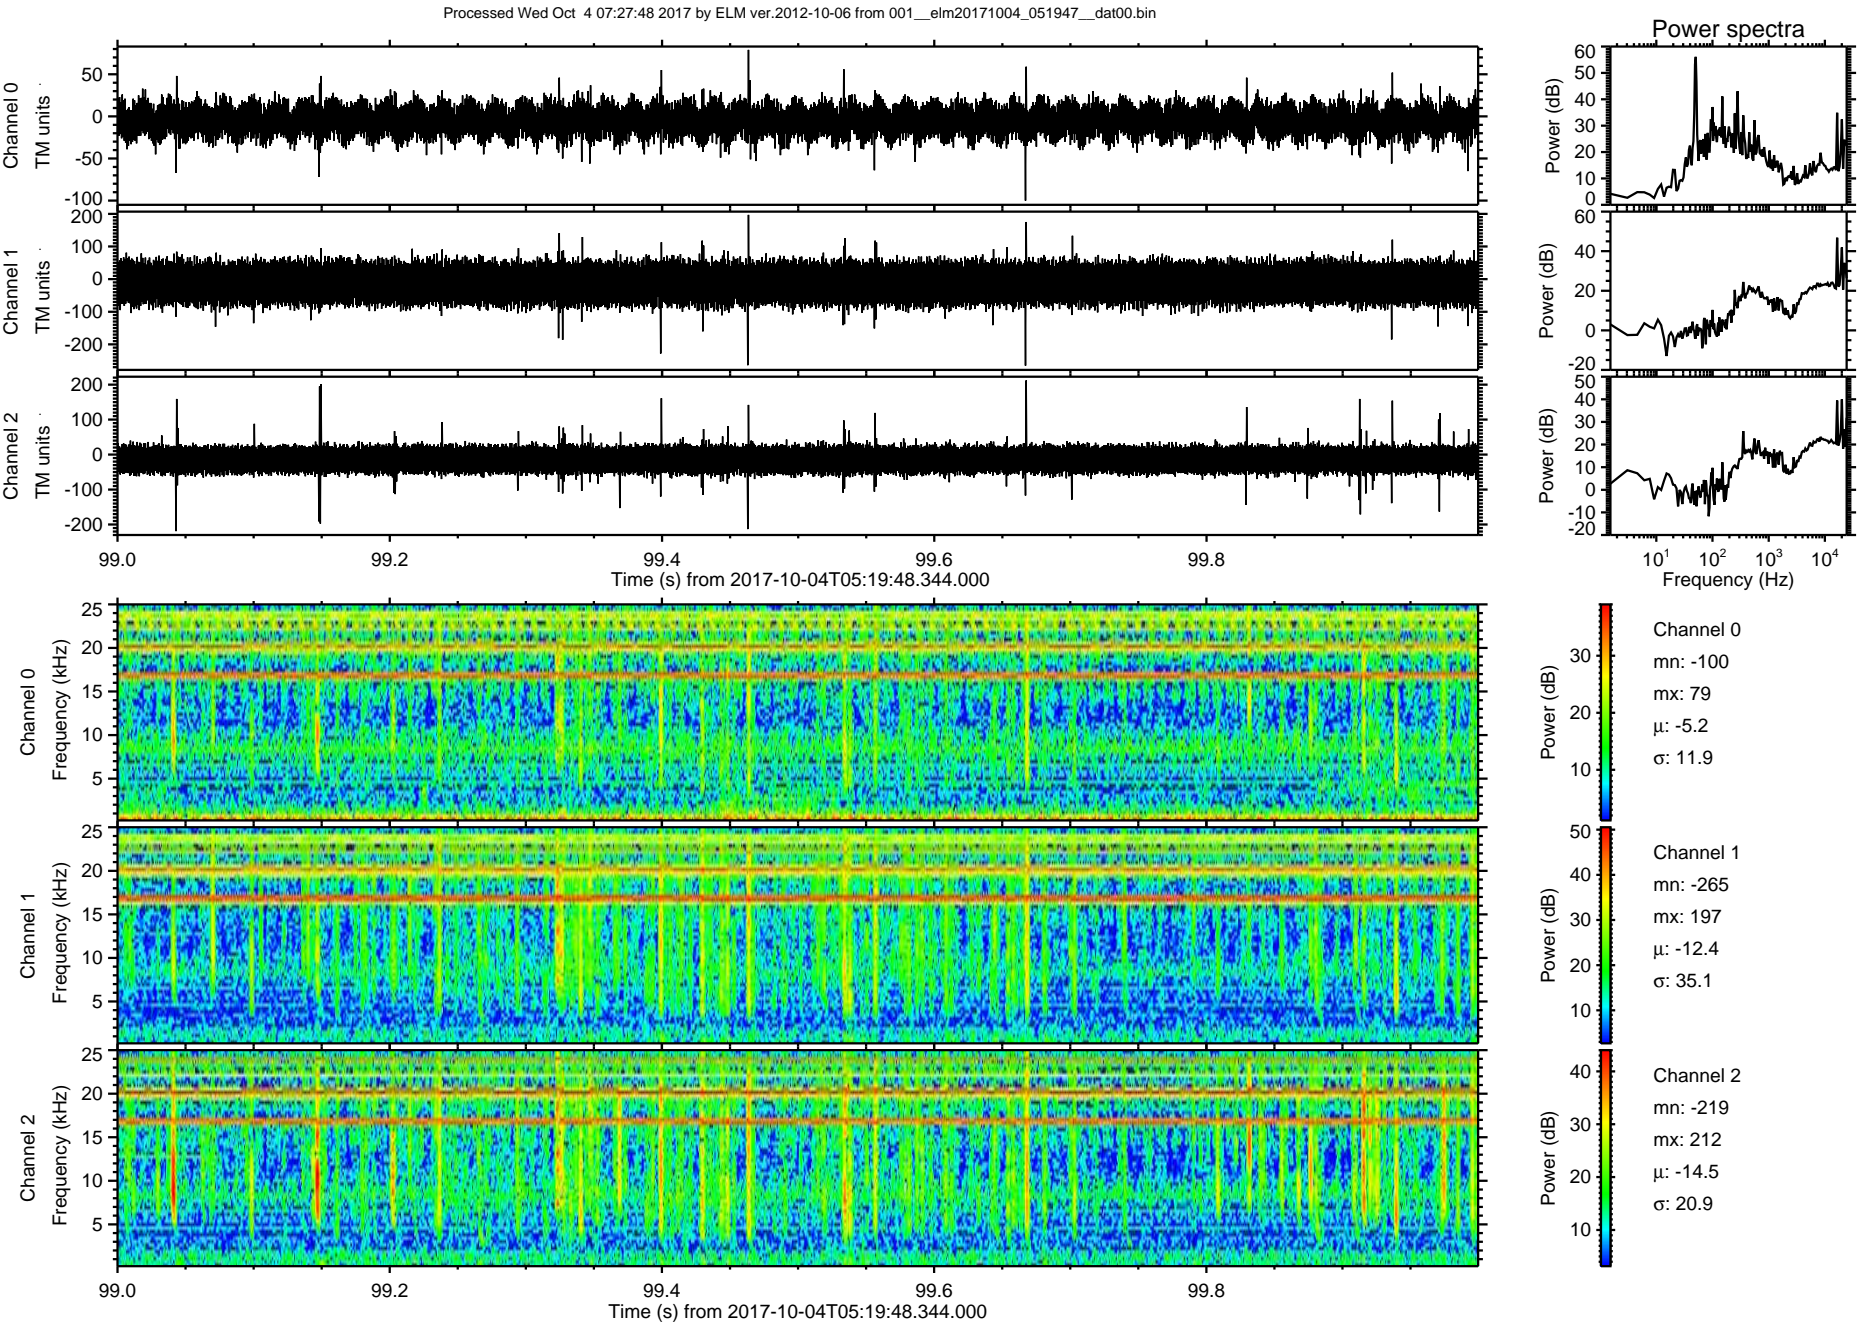 Processed Wed Oct  4 07:27:48 2017 by ELM ver.2012-10-06 from 001__elm20171004_051947__dat00.bin
Power spectra
Channel 0
TM units
50
0
-50
-100
Power (dB)
60
50
40
30
20
10
0
Channel 1
TM units
200
100
0
-100
-200
Power (dB)
60
40
20
0
-20
Channel 2
TM units
200
100
0
-100
-200
Power (dB)
50
40
30
20
10
0
-10
-20
99.0 99.2 99.4 99.6 99.8
Time (s) from 2017-10-04T05:19:48.344.000
10^1 10^2 10^3 10^4
Frequency (Hz)
Channel 0
Frequency (kHz)
25
20
15
10
5
Power (dB)
30
20
10
Channel 0
mn: -100
mx: 79
μ: -5.2
σ: 11.9
Channel 1
Frequency (kHz)
25
20
15
10
5
Power (dB)
50
40
30
20
10
Channel 1
mn: -265
mx: 197
μ: -12.4
σ: 35.1
Channel 2
Frequency (kHz)
25
20
15
10
5
Power (dB)
40
30
20
10
Channel 2
mn: -219
mx: 212
μ: -14.5
σ: 20.9
99.0 99.2 99.4 99.6 99.8
Time (s) from 2017-10-04T05:19:48.344.000